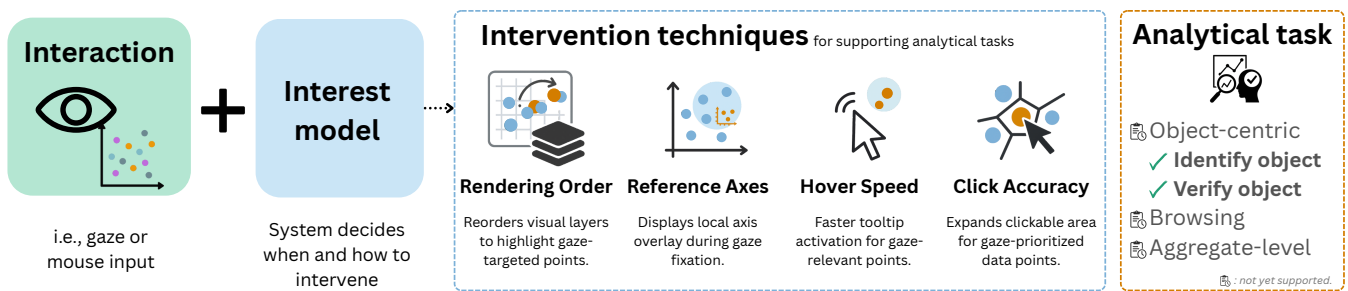 Interaction
i.e., gaze or
mouse input
Interest
model
System decides
when and how to
intervene
Intervention techniques for supporting analytical tasks
Rendering Order
Reorders visual layers
to highlight gaze-
targeted points.
Reference Axes
Displays local axis
overlay during gaze
fixation.
Hover Speed
Faster tooltip
activation for gaze-
relevant points.
Click Accuracy
Expands clickable area
for gaze-prioritized
data points.
Analytical task
Object-centric
Identify object
Verify object
Browsing
Aggregate-level
: not yet supported.